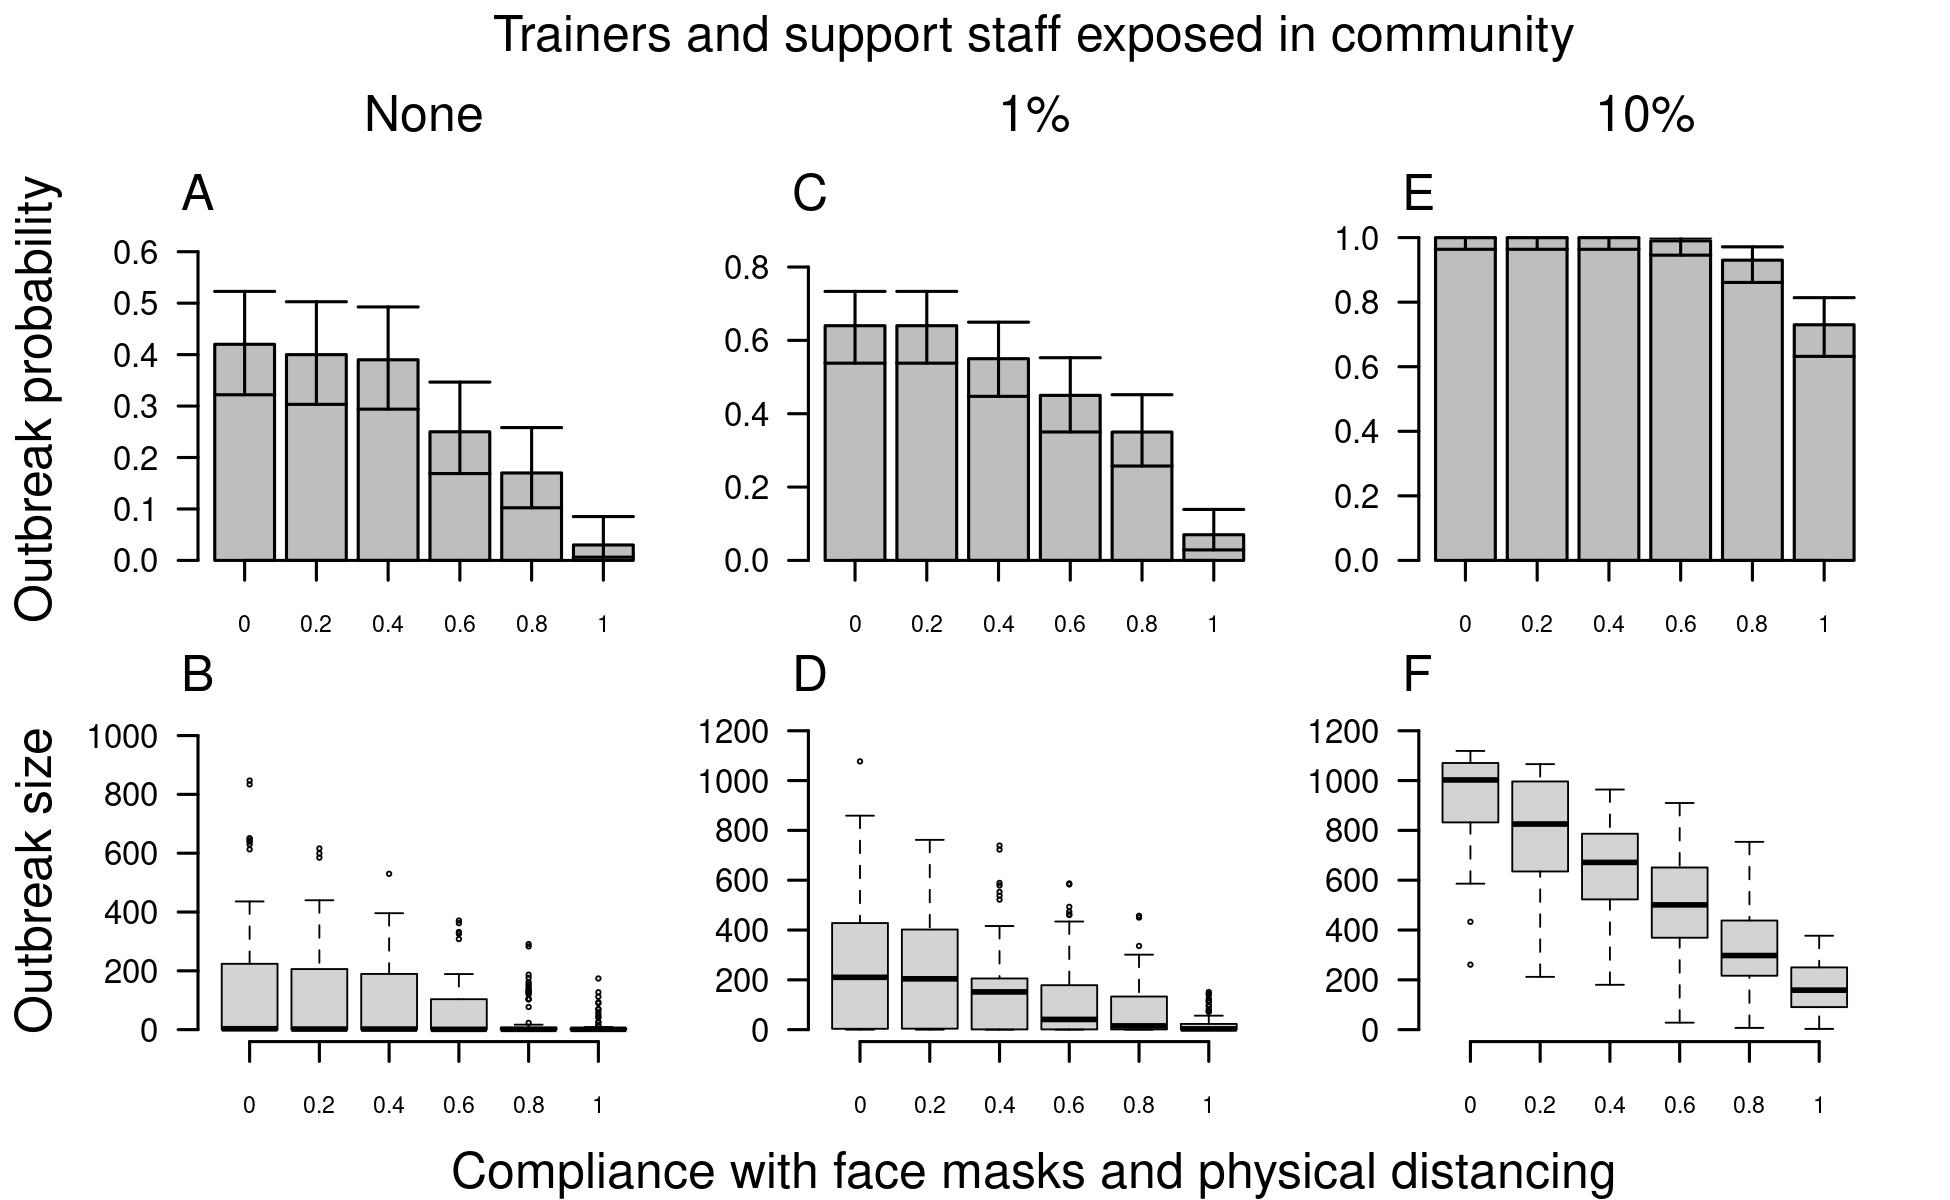 Trainers and support staff exposed in community
None 1% 10%
A C E
Outbreak probability
0.6
0.5
0.4
0.3
0.2
0.1
0.0
0 0.2 0.4 0.6 0.8 1
0.8
0.6
0.4
0.2
0.0
0 0.2 0.4 0.6 0.8 1
1.0
0.8
0.6
0.4
0.2
0.0
0 0.2 0.4 0.6 0.8 1
B D F
Outbreak size
1000
800
600
400
200
0
0 0.2 0.4 0.6 0.8 1
1200
1000
800
600
400
200
0
0 0.2 0.4 0.6 0.8 1
1200
1000
800
600
400
200
0
0 0.2 0.4 0.6 0.8 1
Compliance with face masks and physical distancing